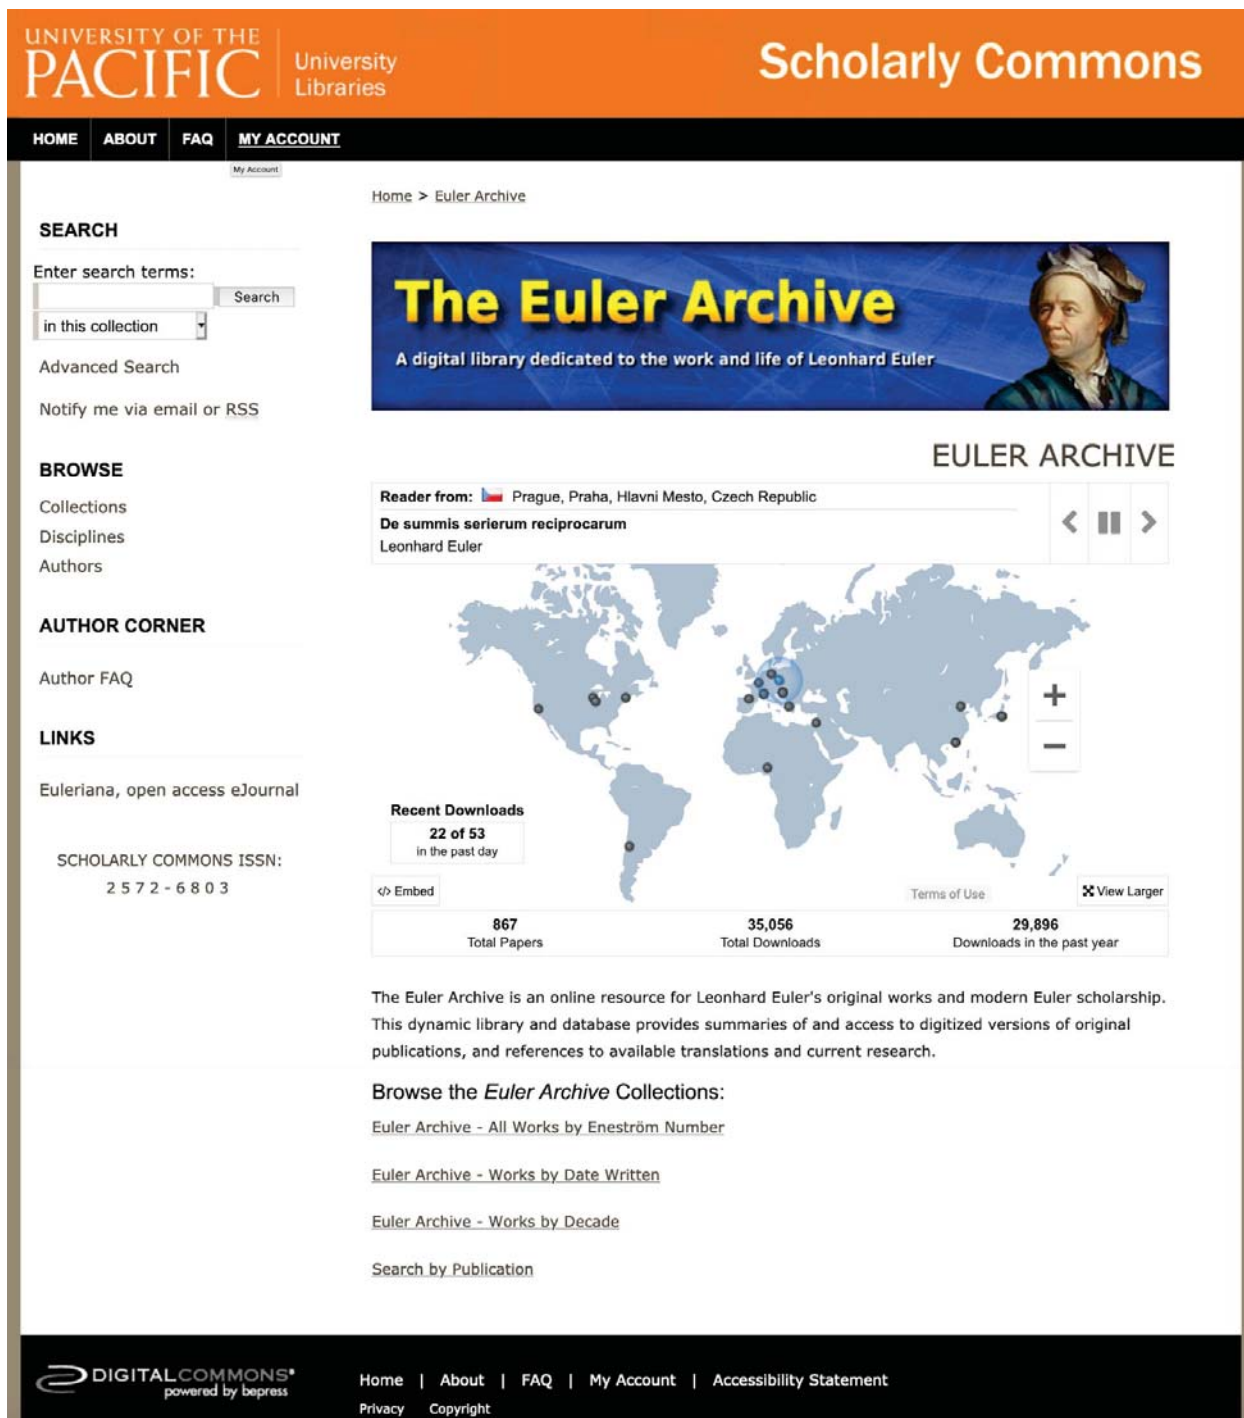 UNIVERSITY OF THE
PACIFIC
University
Libraries
Scholarly Commons
HOME
ABOUT
FAQ
MY ACCOUNT
My Account
Home > Euler Archive
SEARCH
Enter search terms:
Search
in this collection
Advanced Search
Notify me via email or RSS
BROWSE
Collections
Disciplines
Authors
AUTHOR CORNER
Author FAQ
LINKS
Euleriana, open access eJournal
SCHOLARLY COMMONS ISSN:
2572-6803
The Euler Archive
A digital library dedicated to the work and life of Leonhard Euler
EULER ARCHIVE
Reader from: Prague, Praha, Hlavni Mesto, Czech Republic
De summis serierum reciprocarum
Leonhard Euler
Recent Downloads
22 of 53
in the past day
</> Embed
Terms of Use
View Larger
867
Total Papers
35,056
Total Downloads
29,896
Downloads in the past year
The Euler Archive is an online resource for Leonhard Euler's original works and modern Euler scholarship.
This dynamic library and database provides summaries of and access to digitized versions of original
publications, and references to available translations and current research.
Browse the Euler Archive Collections:
Euler Archive - All Works by Eneström Number
Euler Archive - Works by Date Written
Euler Archive - Works by Decade
Search by Publication
DIGITALCOMMONS®
powered by bepress
Home | About | FAQ | My Account | Accessibility Statement
Privacy Copyright